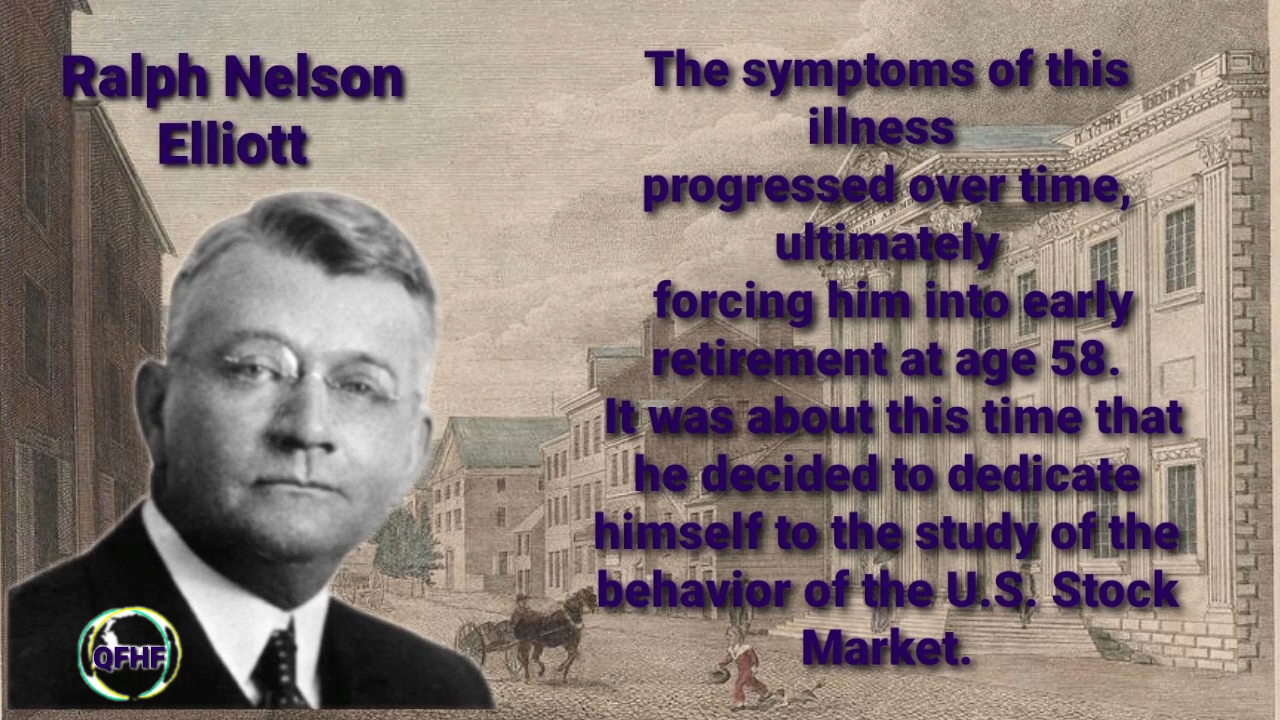 Ralph Nelson
Elliott
The symptoms of this
illness
progressed over time,
ultimately
forcing him into early
retirement at age 58.
It was about this time that
he decided to dedicate
himself to the study of the
behavior of the U.S. Stock
Market.
QFHF